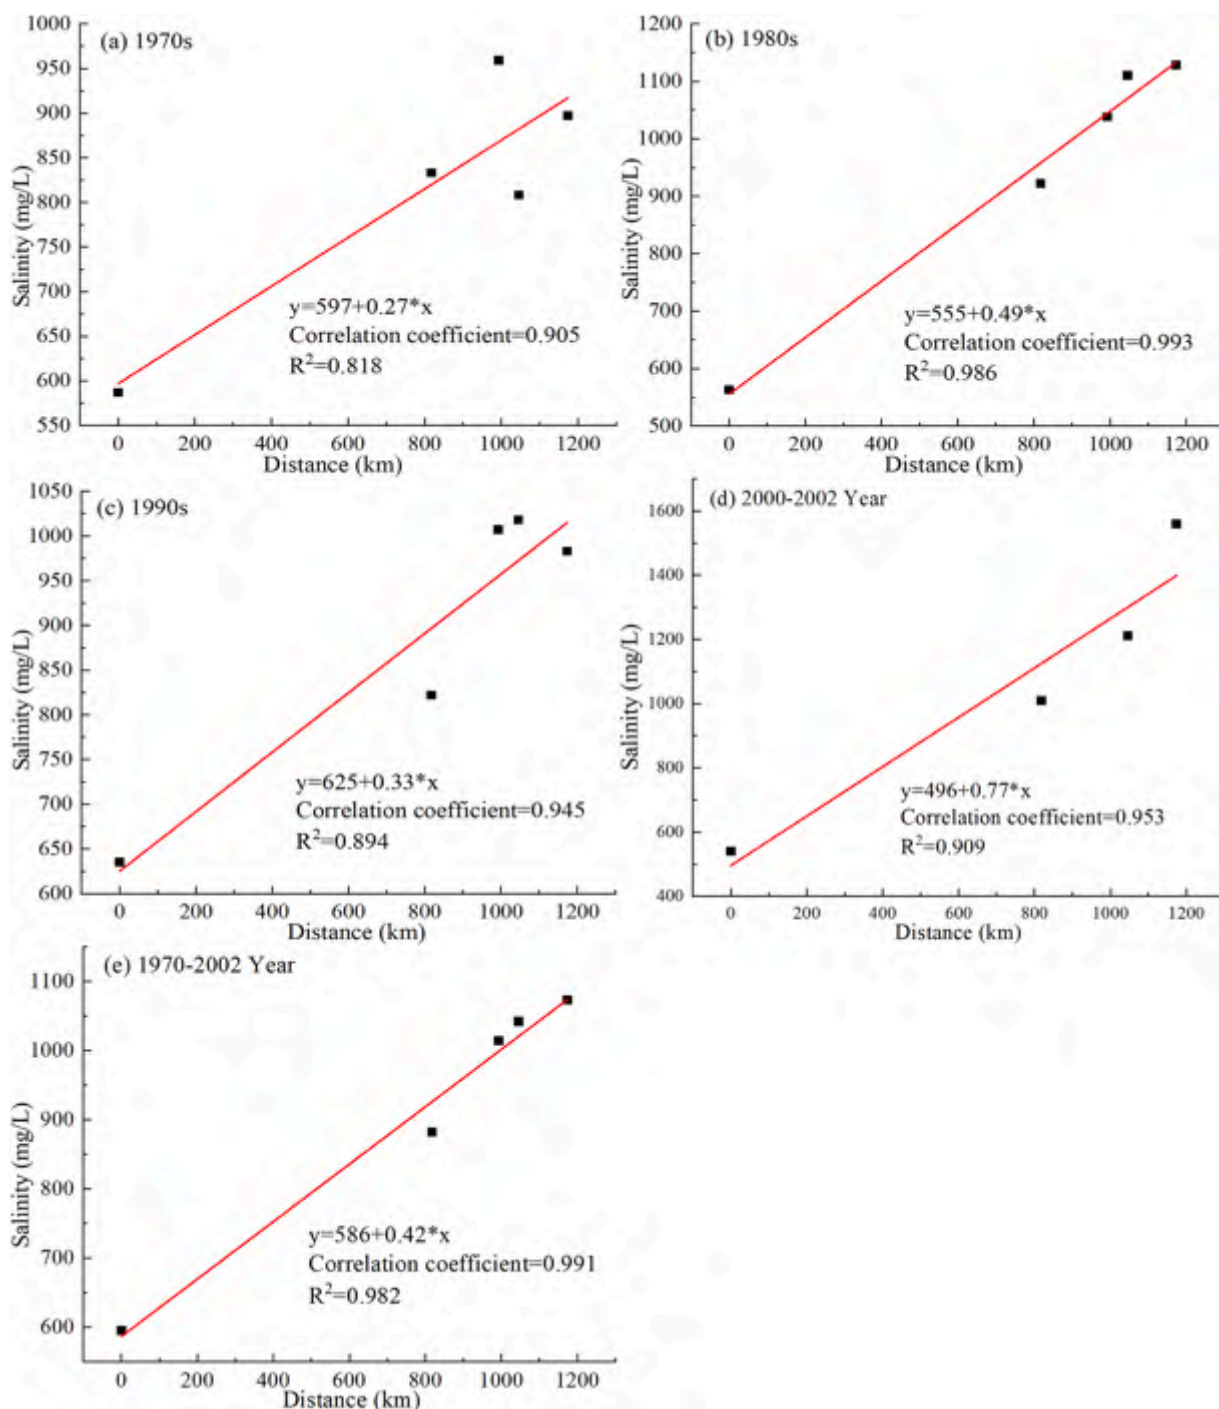 (a) 1970s
1000
950
900
850
800
750
700
650
600
550
Salinity (mg/L)
y=597+0.27*x
Correlation coefficient=0.905
R²=0.818
0 200 400 600 800 1000 1200
Distance (km)
(b) 1980s
1200
1100
1000
900
800
700
600
500
Salinity (mg/L)
y=555+0.49*x
Correlation coefficient=0.993
R²=0.986
0 200 400 600 800 1000 1200
Distance (km)
(c) 1990s
1050
1000
950
900
850
800
750
700
650
600
Salinity (mg/L)
y=625+0.33*x
Correlation coefficient=0.945
R²=0.894
0 200 400 600 800 1000 1200
Distance (km)
(d) 2000-2002 Year
1600
1400
1200
1000
800
600
400
Salinity (mg/L)
y=496+0.77*x
Correlation coefficient=0.953
R²=0.909
0 200 400 600 800 1000 1200
Distance (km)
(e) 1970-2002 Year
1100
1000
900
800
700
600
Salinity (mg/L)
y=586+0.42*x
Correlation coefficient=0.991
R²=0.982
0 200 400 600 800 1000 1200
Distance (km)